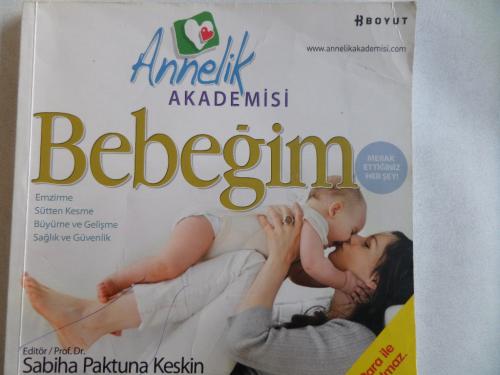 BOYUT
www.annelikakademisi.com
Annelik
AKADEMİSİ
Bebeğim
MERAK
ETTİĞİNİZ
HER ŞEY!
Emzirme
Sütten Kesme
Büyüme ve Gelişme
Sağlık ve Güvenlik
Editör / Prof. Dr.
Sabiha Paktuna Keskin
ile